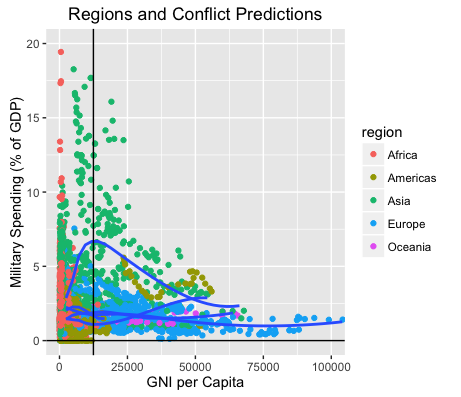 Regions and Conflict Predictions
Military Spending (% of GDP)
20
15
10
5
0
0 25000 50000 75000 100000
GNI per Capita
region
Africa
Americas
Asia
Europe
Oceania